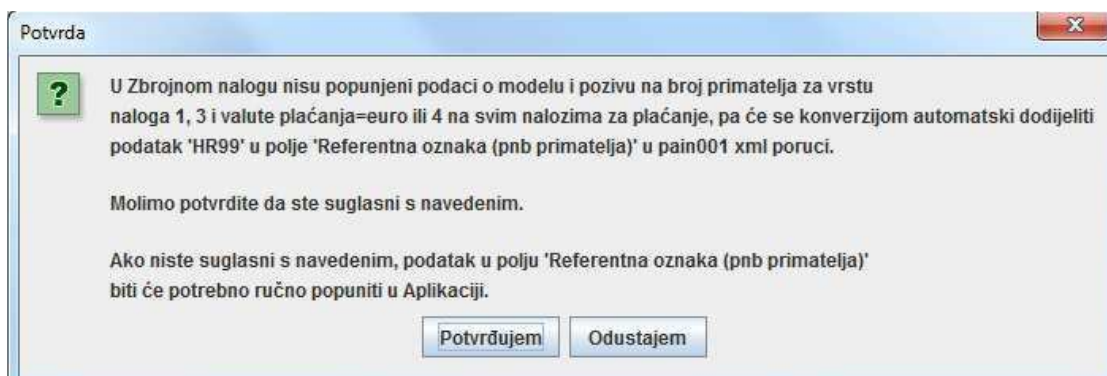 Potvrda
U Zbrojnom nalogu nisu popunjeni podaci o modelu i pozivu na broj primatelja za vrstu
naloga 1, 3 i valute plaćanja=euro ili 4 na svim nalozima za plaćanje, pa će se konverzijom automatski dodijeliti
podatak 'HR99' u polje 'Referentna oznaka (pnb primatelja)' u pain001 xml poruci.
Molimo potvrdite da ste suglasni s navedenim.
Ako niste suglasni s navedenim, podatak u polju 'Referentna oznaka (pnb primatelja)'
biti će potrebno ručno popuniti u Aplikaciji.
Potvrđujem Odustajem